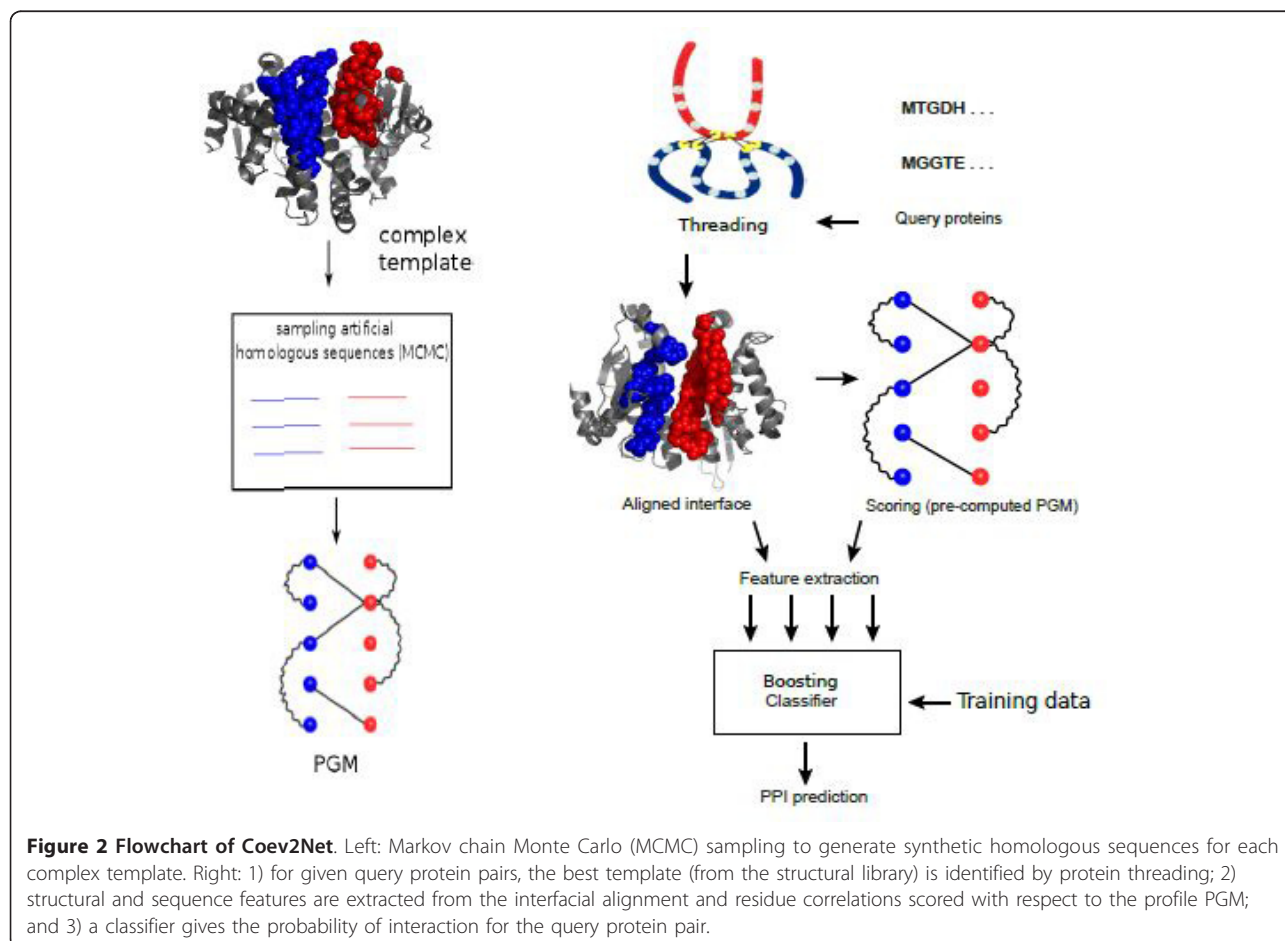 complex
template
sampling artificial
homologous sequences (MCMC)
PGM
MTGDH . . .
MGGTE . . .
Threading
Query proteins
Aligned interface
Scoring (pre-computed PGM)
Feature extraction
Boosting
Classifier
Training data
PPI prediction
Figure 2 Flowchart of Coev2Net. Left: Markov chain Monte Carlo (MCMC) sampling to generate synthetic homologous sequences for each
complex template. Right: 1) for given query protein pairs, the best template (from the structural library) is identified by protein threading; 2)
structural and sequence features are extracted from the interfacial alignment and residue correlations scored with respect to the profile PGM;
and 3) a classifier gives the probability of interaction for the query protein pair.